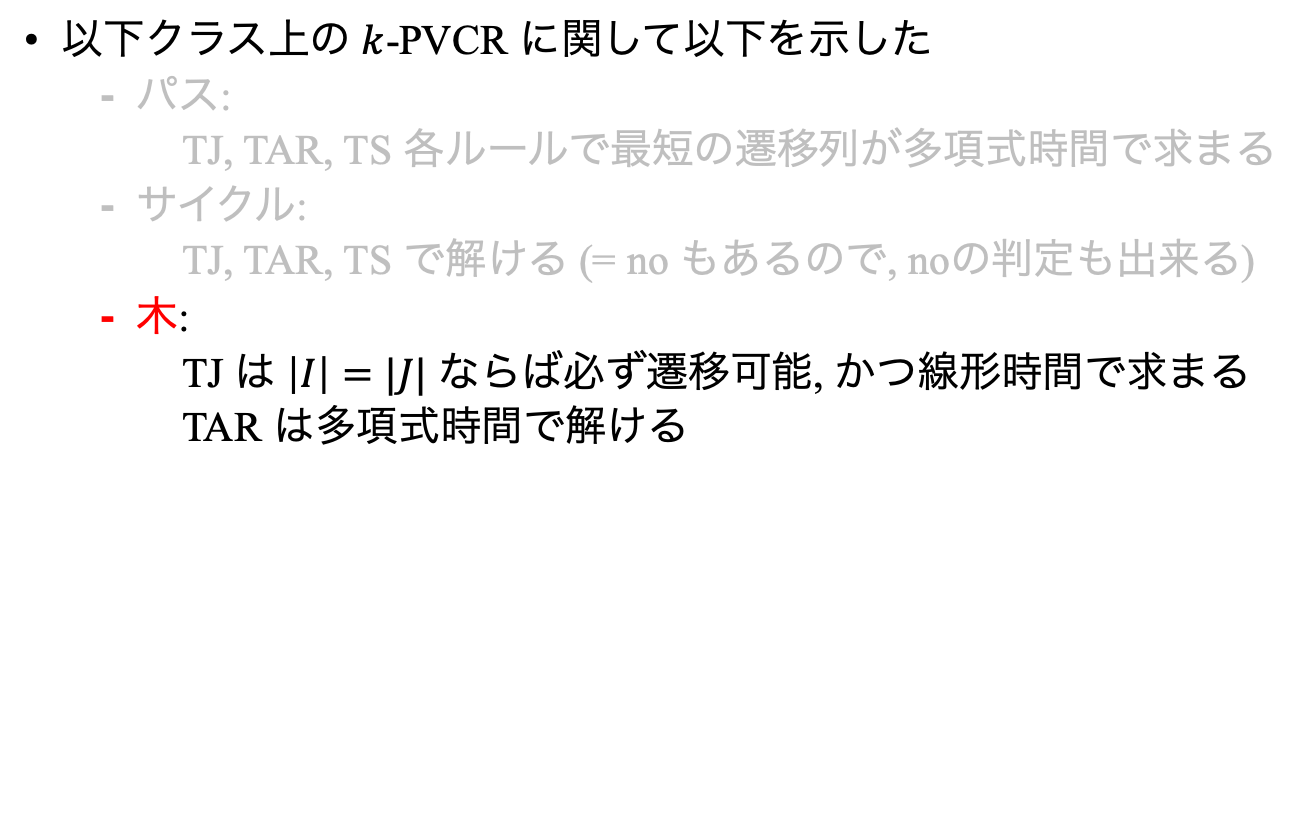 • 以下クラス上の k-PVCR に関して以下を示した
- パス:
TJ, TAR, TS 各ルールで最短の遷移列が多項式時間で求まる
- サイクル:
TJ, TAR, TS で解ける (= no もあるので, noの判定も出来る)
- 木:
TJ は |I| = |J| ならば必ず遷移可能, かつ線形時間で求まる
TAR は多項式時間で解ける